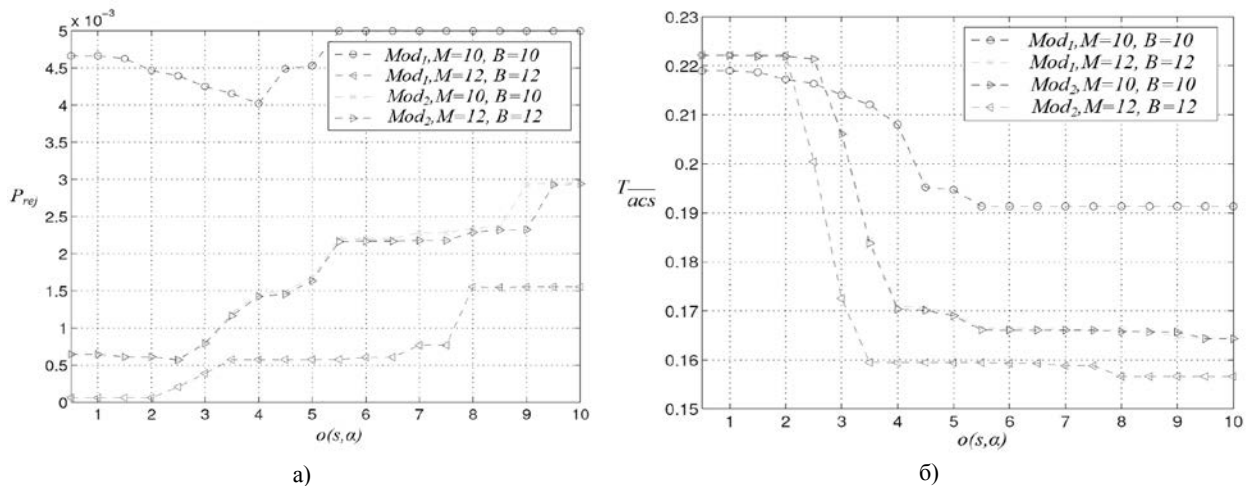 × 10⁻³
5
4.5
4
3.5
3
2.5
2
1.5
1
0.5
0
P_rej
1 2 3 4 5 6 7 8 9 10
o(s,α)
Mod₁, M=10, B=10
Mod₁, M=12, B=12
Mod₂, M=10, B=10
Mod₂, M=12, B=12
а)
0.23
0.22
0.21
0.2
0.19
0.18
0.17
0.16
0.15
T_acs
1 2 3 4 5 6 7 8 9 10
o(s,α)
Mod₁, M=10, B=10
Mod₁, M=12, B=12
Mod₂, M=10, B=10
Mod₂, M=12, B=12
б)